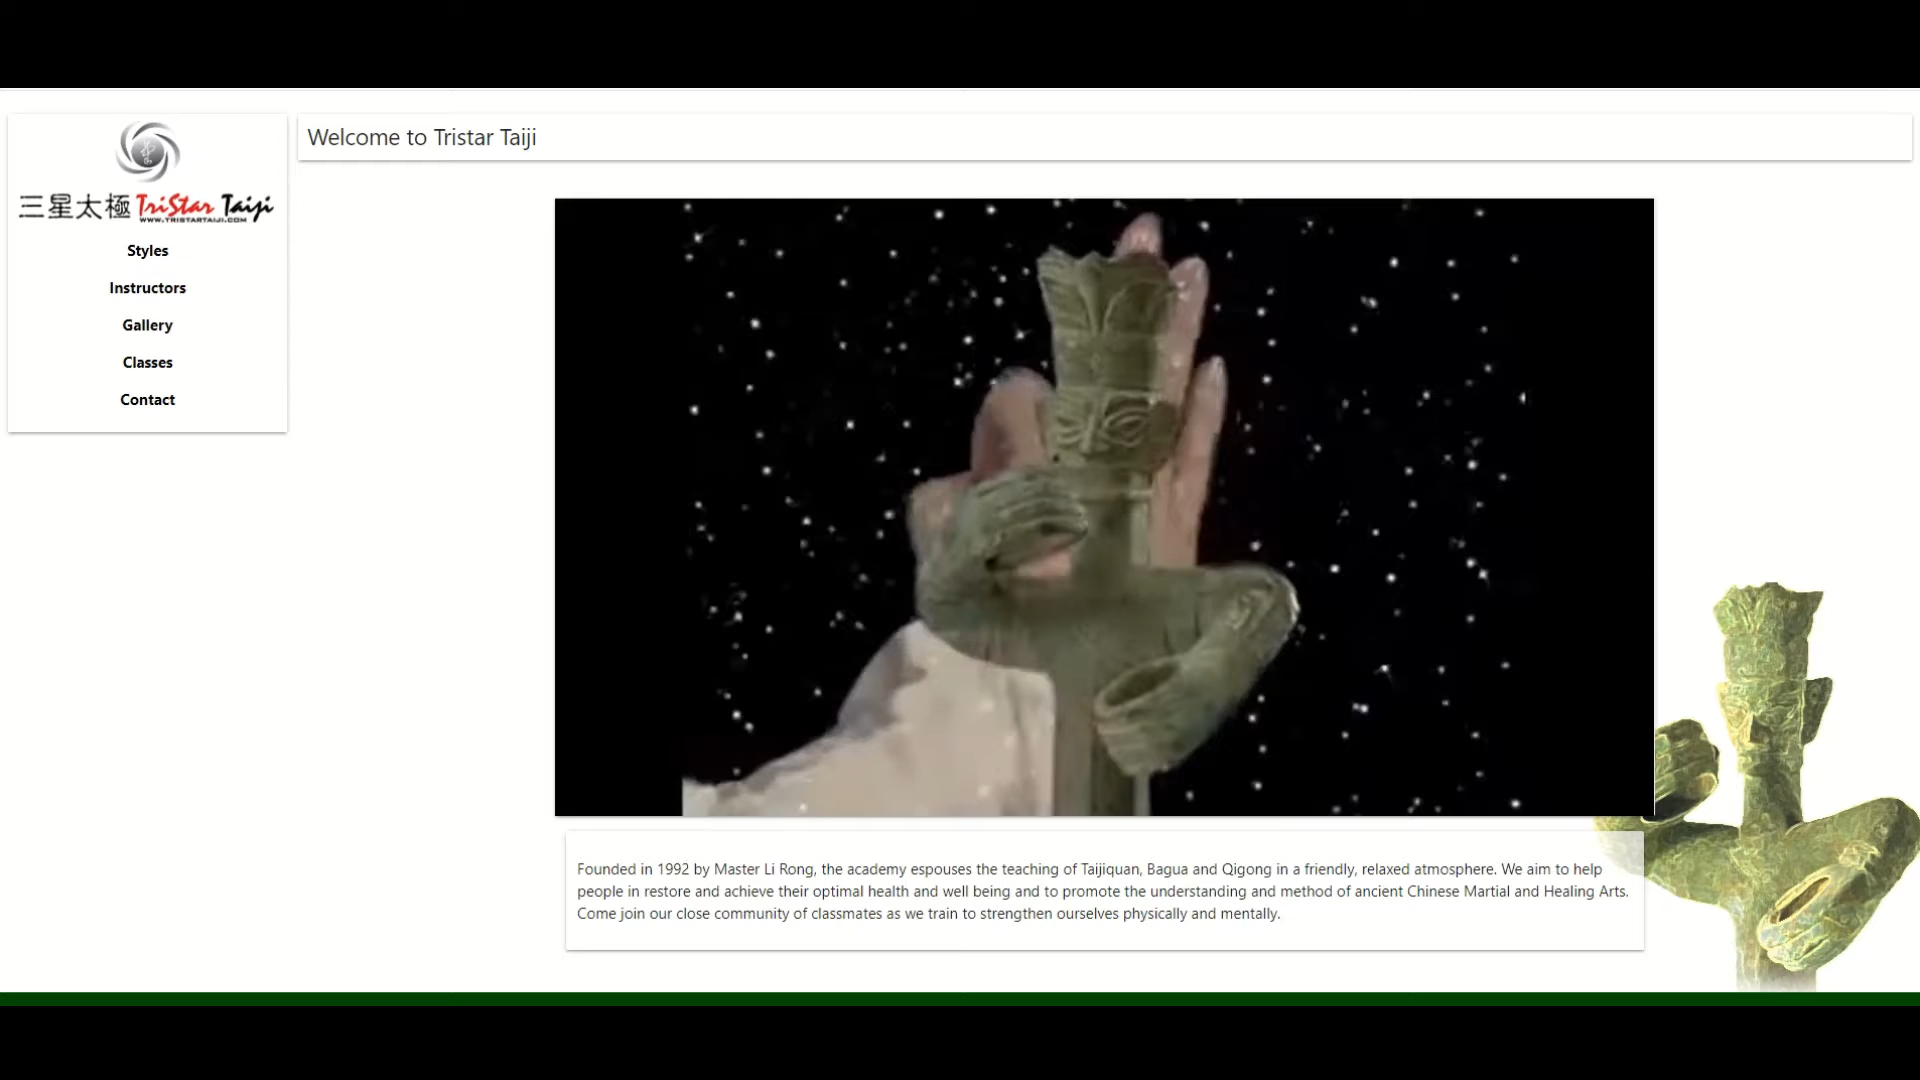 三星太極 TriStar Taiji
WWW.TRISTARTAIJI.COM
Styles
Instructors
Gallery
Classes
Contact
Welcome to Tristar Taiji
Founded in 1992 by Master Li Rong, the academy espouses the teaching of Taijiquan, Bagua and Qigong in a friendly, relaxed atmosphere. We aim to help
people in restore and achieve their optimal health and well being and to promote the understanding and method of ancient Chinese Martial and Healing Arts.
Come join our close community of classmates as we train to strengthen ourselves physically and mentally.